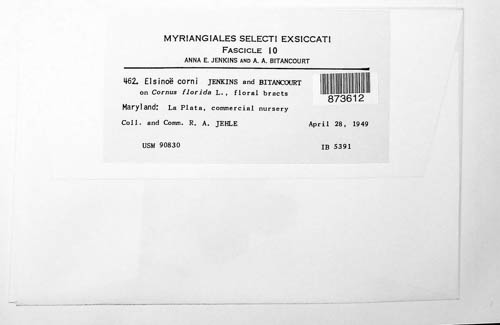 MYRIANGIALES SELECTI EXSICCATI
FASCICLE 10
ANNA E. JENKINS AND A. A. BITANCOURT
462. Elsinoë corni JENKINS and BITANCOURT
on Cornus florida L., floral bracts
873612
Maryland: La Plata, commercial nursery
Coll. and Comm. R. A. JEHLE April 28, 1949
USM 90830 IB 5391